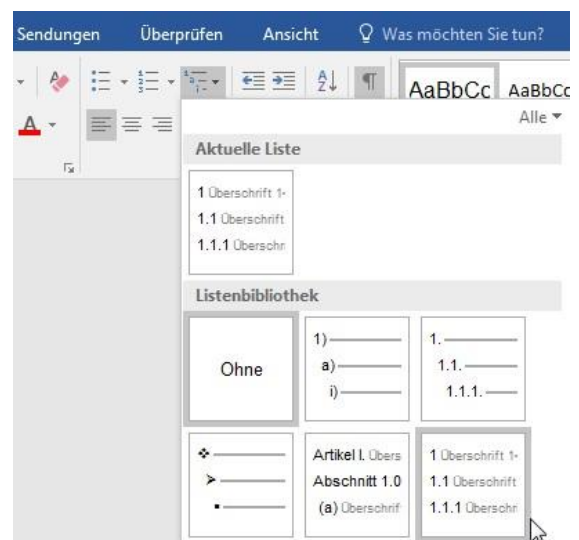 Sendungen Überprüfen Ansicht Was möchten Sie tun?
AaBbCc AaBbCc
Alle
Aktuelle Liste
1 Überschrift 1
1.1 Überschrift
1.1.1 Überschr
Listenbibliothek
Ohne
1)
a)
i)
1.
1.1.
1.1.1.
Artikel I. Übers
Abschnitt 1.0
(a) Überschrif
1 Überschrift 1
1.1 Überschrift
1.1.1 Überschr